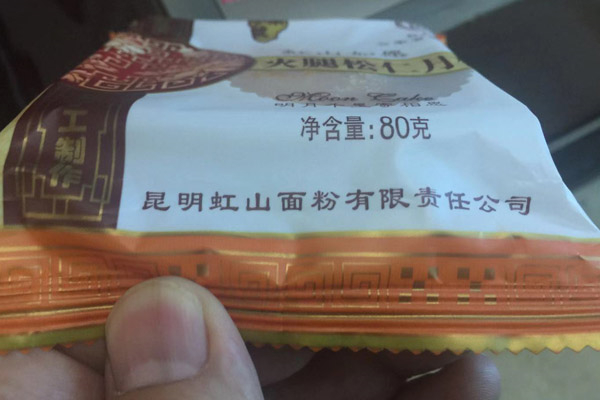 火腿松仁月
Moon Cake
净含量:80克
工制作
昆明虹山面粉有限责任公司